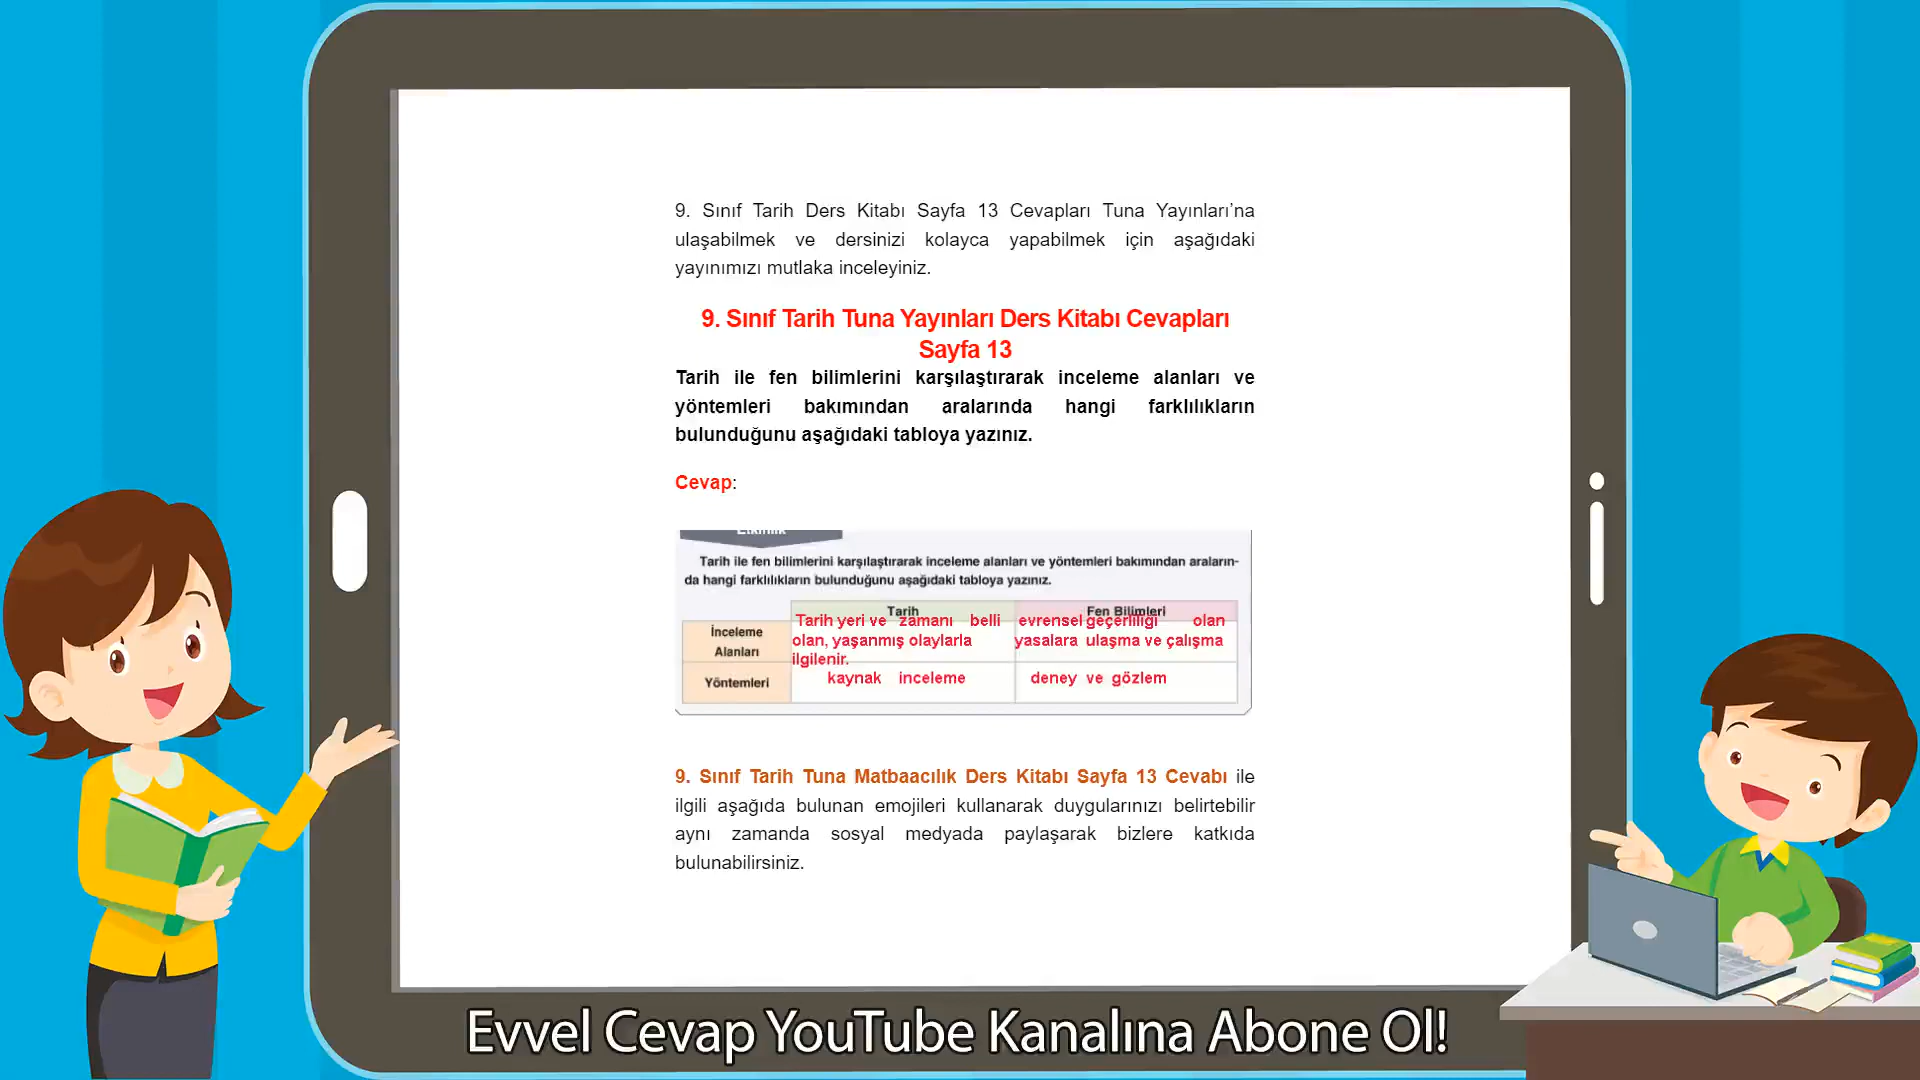 9. Sınıf Tarih Ders Kitabı Sayfa 13 Cevapları Tuna Yayınları’na
ulaşabilmek ve dersinizi kolayca yapabilmek için aşağıdaki
yayınımızı mutlaka inceleyiniz.
9. Sınıf Tarih Tuna Yayınları Ders Kitabı Cevapları
Sayfa 13
Tarih ile fen bilimlerini karşılaştırarak inceleme alanları ve
yöntemleri bakımından aralarında hangi farklılıkların
bulunduğunu aşağıdaki tabloya yazınız.
Cevap:
Etkinlik
Tarih ile fen bilimlerini karşılaştırarak inceleme alanları ve yöntemleri bakımından araların-
da hangi farklılıkların bulunduğunu aşağıdaki tabloya yazınız.
Tarih Fen Bilimleri
İnceleme
Alanları
Tarih yeri ve zamanı belli
olan, yaşanmış olaylarla
ilgilenir.
evrensel geçerliliği olan
yasalara ulaşma ve çalışma
Yöntemleri kaynak inceleme deney ve gözlem
9. Sınıf Tarih Tuna Matbaacılık Ders Kitabı Sayfa 13 Cevabı ile
ilgili aşağıda bulunan emojileri kullanarak duygularınızı belirtebilir
aynı zamanda sosyal medyada paylaşarak bizlere katkıda
bulunabilirsiniz.
Evvel Cevap YouTube Kanalına Abone Ol!